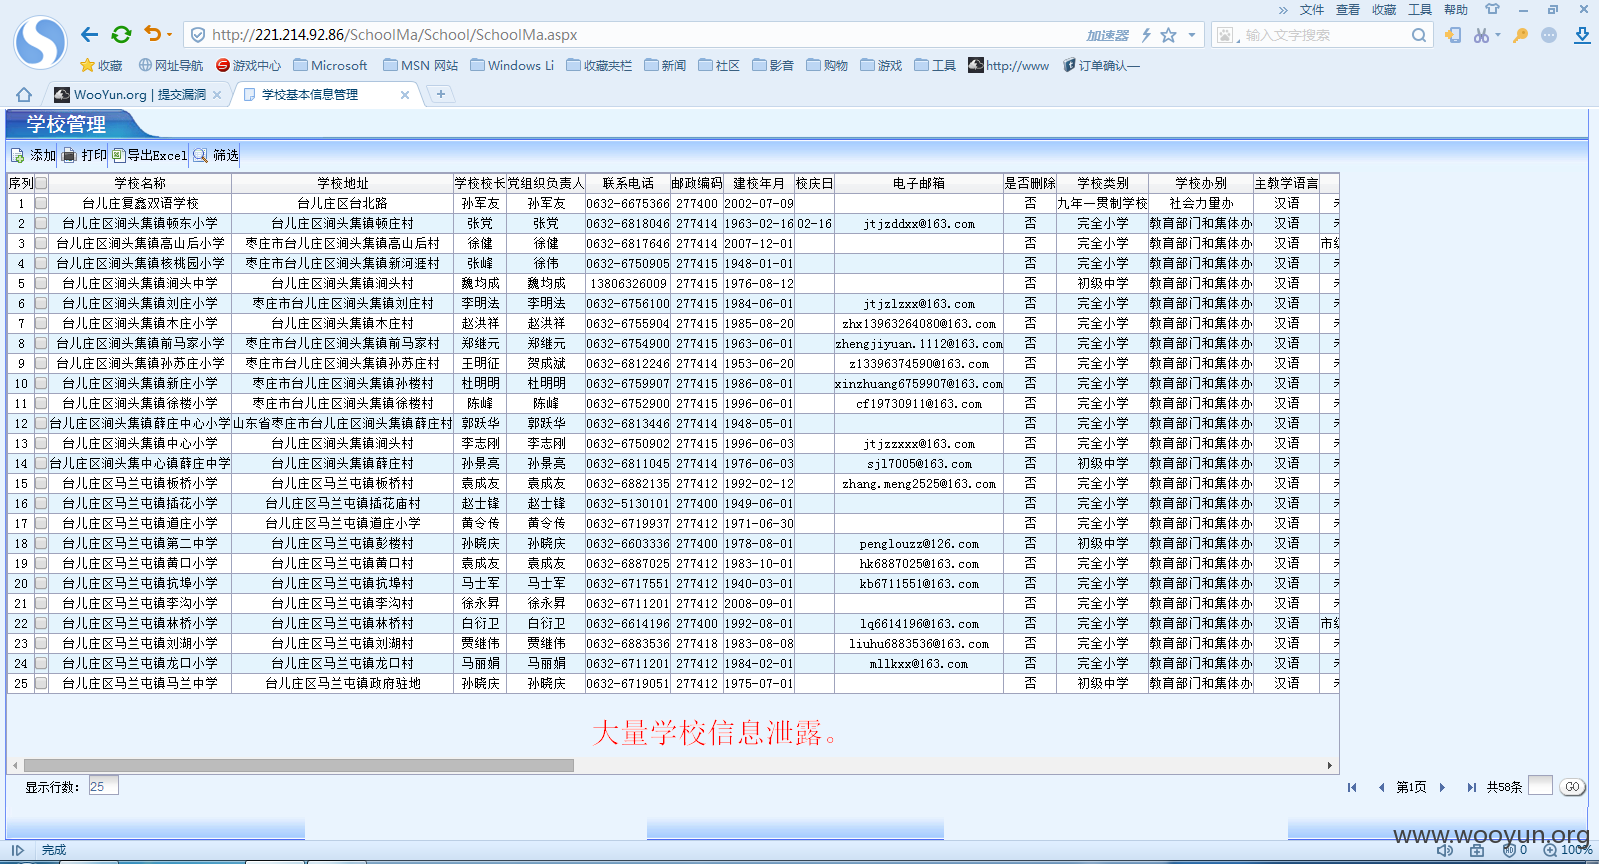 » 文件 查看 收藏 工具 帮助
http://221.214.92.86/SchoolMa/School/SchoolMa.aspx 加速器 输入文字搜索
收藏 网址导航 游戏中心 Microsoft MSN 网站 Windows Li 收藏夹栏 新闻 社区 影音 购物 游戏 工具 http://www 订单确认—
WooYun.org | 提交漏洞 × 学校基本信息管理 × +
学校管理
添加 打印 导出Excel 筛选
序列 学校名称 学校地址 学校校长 党组织负责人 联系电话 邮政编码 建校年月 校庆日 电子邮箱 是否删除 学校类别 学校办别 主教学语言
1 台儿庄复鑫双语学校 台儿庄区台北路 孙军友 孙军友 0632-6675366 277400 2002-07-09 否 九年一贯制学校 社会力量办 汉语
2 台儿庄区涧头集镇顿东小学 台儿庄区涧头集镇顿庄村 张党 张党 0632-6818046 277414 1963-02-16 02-16 jtjzddxx@163.com 否 完全小学 教育部门和集体办 汉语
3 台儿庄区涧头集镇高山后小学 枣庄市台儿庄区涧头集镇高山后村 徐健 徐健 0632-6817646 277414 2007-12-01 否 完全小学 教育部门和集体办 汉语 市级
4 台儿庄区涧头集镇核桃园小学 枣庄市台儿庄区涧头集镇新河涯村 张峰 徐伟 0632-6750905 277415 1948-01-01 否 完全小学 教育部门和集体办 汉语
5 台儿庄区涧头集镇涧头中学 台儿庄区涧头集镇涧头村 魏均成 魏均成 13806326009 277415 1976-08-12 否 初级中学 教育部门和集体办 汉语
6 台儿庄区涧头集镇刘庄小学 枣庄市台儿庄区涧头集镇刘庄村 李明法 李明法 0632-6756100 277415 1984-06-01 jtjzlzxx@163.com 否 完全小学 教育部门和集体办 汉语
7 台儿庄区涧头集镇木庄小学 台儿庄区涧头集镇木庄村 赵洪祥 赵洪祥 0632-6755904 277415 1985-08-20 zhx13963264080@163.com 否 完全小学 教育部门和集体办 汉语
8 台儿庄区涧头集镇前马家小学 枣庄市台儿庄区涧头集镇前马家村 郑继元 郑继元 0632-6754900 277415 1963-06-01 zhengjiyuan.1112@163.com 否 完全小学 教育部门和集体办 汉语
9 台儿庄区涧头集镇孙苏庄小学 枣庄市台儿庄区涧头集镇孙苏庄村 王明征 贺成斌 0632-6812246 277414 1953-06-20 z13396374590@163.com 否 完全小学 教育部门和集体办 汉语
10 台儿庄区涧头集镇新庄小学 枣庄市台儿庄区涧头集镇孙楼村 杜明明 杜明明 0632-6759907 277415 1986-08-01 xinzhuang6759907@163.com 否 完全小学 教育部门和集体办 汉语
11 台儿庄区涧头集镇徐楼小学 枣庄市台儿庄区涧头集镇徐楼村 陈峰 陈峰 0632-6752900 277415 1996-06-01 cf19730911@163.com 否 完全小学 教育部门和集体办 汉语
12 台儿庄区涧头集镇薛庄中心小学 山东省枣庄市台儿庄区涧头集镇薛庄村 郭跃华 郭跃华 0632-6813446 277414 1948-05-01 否 完全小学 教育部门和集体办 汉语
13 台儿庄区涧头集镇中心小学 台儿庄区涧头集镇涧头村 李志刚 李志刚 0632-6750902 277415 1996-06-03 jtjzzxxx@163.com 否 完全小学 教育部门和集体办 汉语
14 台儿庄区涧头集中心镇薛庄中学 台儿庄区涧头集镇薛庄村 孙景亮 孙景亮 0632-6811045 277414 1976-06-03 sjl7005@163.com 否 初级中学 教育部门和集体办 汉语
15 台儿庄区马兰屯镇板桥小学 台儿庄区马兰屯镇板桥村 袁成友 袁成友 0632-6882135 277412 1992-02-12 zhang.meng2525@163.com 否 完全小学 教育部门和集体办 汉语
16 台儿庄区马兰屯镇插花小学 台儿庄区马兰屯镇插花庙村 赵士锋 赵士锋 0632-5130101 277400 1949-06-01 否 完全小学 教育部门和集体办 汉语
17 台儿庄区马兰屯镇道庄小学 台儿庄区马兰屯镇道庄小学 黄令传 黄令传 0632-6719937 277412 1971-06-30 否 完全小学 教育部门和集体办 汉语
18 台儿庄区马兰屯镇第二中学 台儿庄区马兰屯镇彭楼村 孙晓庆 孙晓庆 0632-6603336 277400 1978-08-01 penglouzz@126.com 否 初级中学 教育部门和集体办 汉语
19 台儿庄区马兰屯镇黄口小学 台儿庄区马兰屯镇黄口村 袁成友 袁成友 0632-6887025 277412 1983-10-01 hk6887025@163.com 否 完全小学 教育部门和集体办 汉语
20 台儿庄区马兰屯镇抗埠小学 台儿庄区马兰屯镇抗埠村 马士军 马士军 0632-6717551 277412 1940-03-01 kb6711551@163.com 否 完全小学 教育部门和集体办 汉语
21 台儿庄区马兰屯镇李沟小学 台儿庄区马兰屯镇李沟村 徐永昇 徐永昇 0632-6711201 277412 2008-09-01 否 完全小学 教育部门和集体办 汉语
22 台儿庄区马兰屯镇林桥小学 台儿庄区马兰屯镇林桥村 白衍卫 白衍卫 0632-6614196 277400 1992-08-01 lq6614196@163.com 否 完全小学 教育部门和集体办 汉语 市级
23 台儿庄区马兰屯镇刘湖小学 台儿庄区马兰屯镇刘湖村 贾继伟 贾继伟 0632-6883536 277418 1983-08-08 liuhu6883536@163.com 否 完全小学 教育部门和集体办 汉语
24 台儿庄区马兰屯镇龙口小学 台儿庄区马兰屯镇龙口村 马丽娟 马丽娟 0632-6711201 277412 1984-02-01 mllkxx@163.com 否 完全小学 教育部门和集体办 汉语
25 台儿庄区马兰屯镇马兰中学 台儿庄区马兰屯镇政府驻地 孙晓庆 孙晓庆 0632-6719051 277412 1975-07-01 否 初级中学 教育部门和集体办 汉语
大量学校信息泄露。
显示行数: 25 第1页 共58条 GO
www.wooyun.org
完成 0 100%